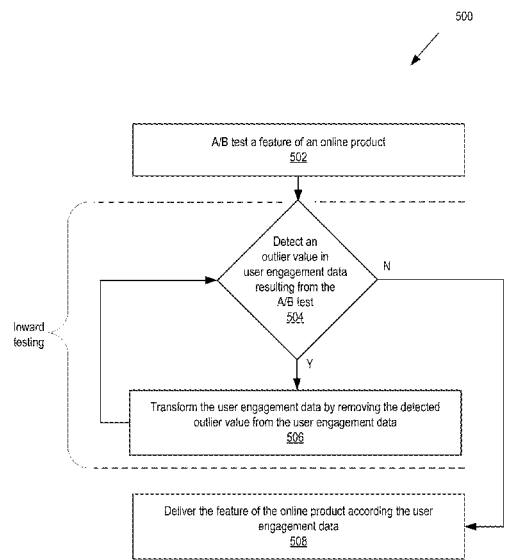 500
A/B test a feature of an online product
502
Detect an
outlier value in
user engagement data
resulting from the
A/B test
504
N
Y
Inward
testing
Transform the user engagement data by removing the detected
outlier value from the user engagement data
506
Deliver the feature of the online product according the user
engagement data
508